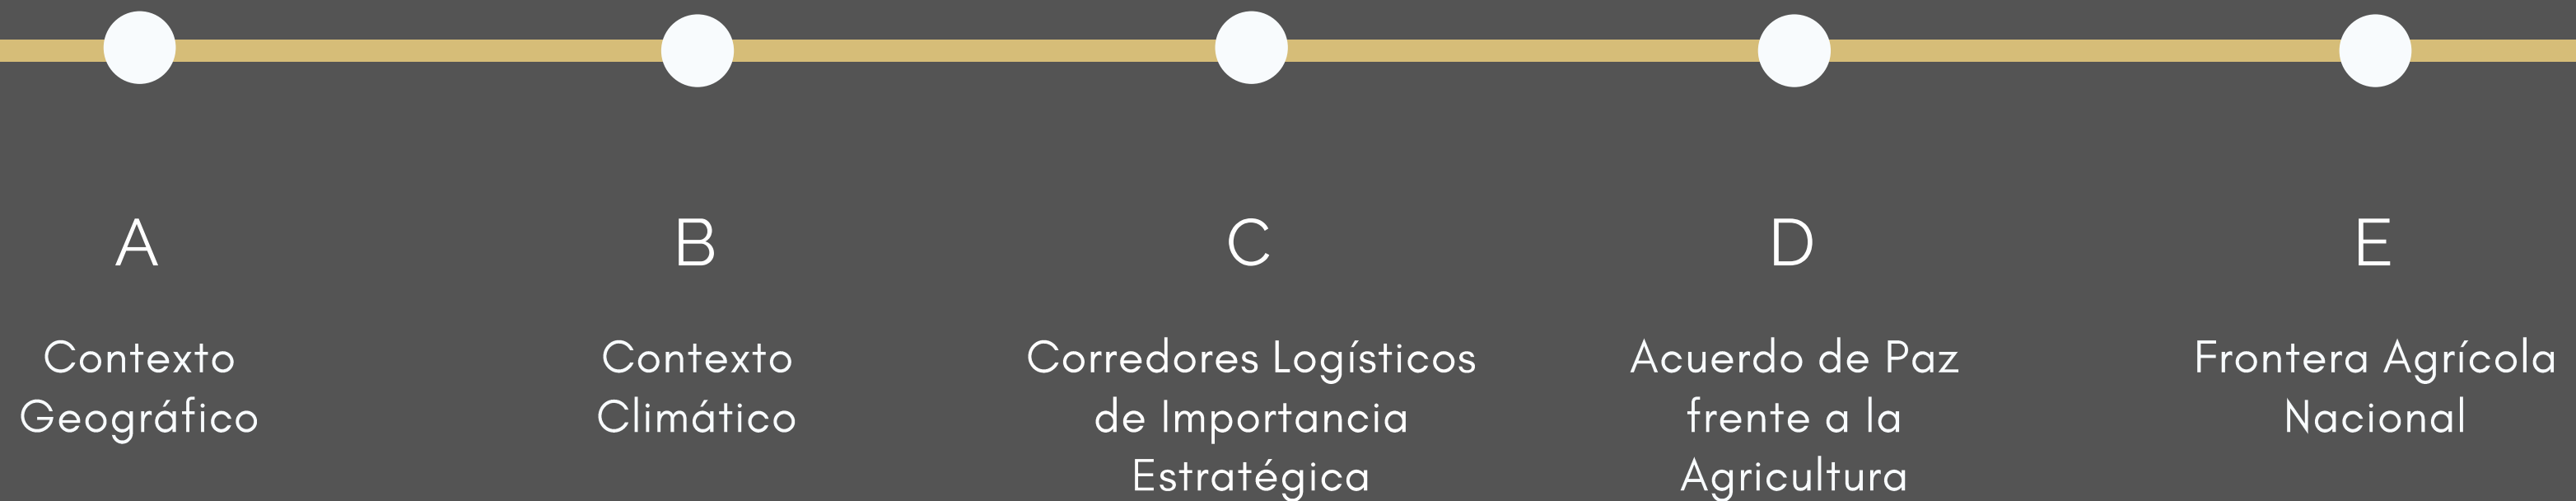 A
Contexto
Geográfico
B
Contexto
Climático
C
Corredores Logísticos
de Importancia
Estratégica
D
Acuerdo de Paz
frente a la
Agricultura
E
Frontera Agrícola
Nacional